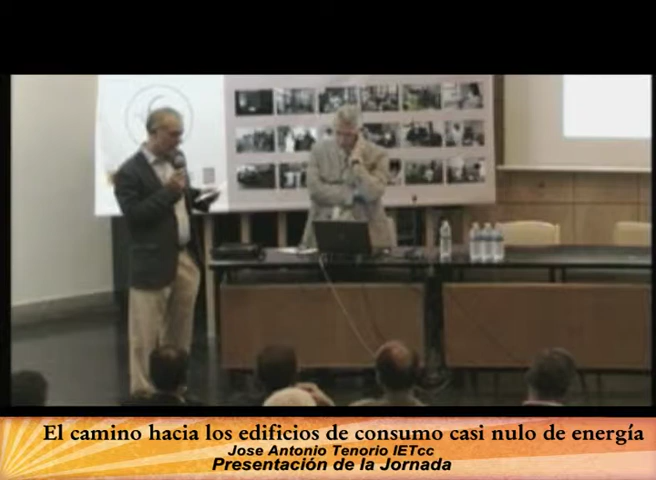 El camino hacia los edificios de consumo casi nulo de energía
Jose Antonio Tenorio IETcc
Presentación de la Jornada